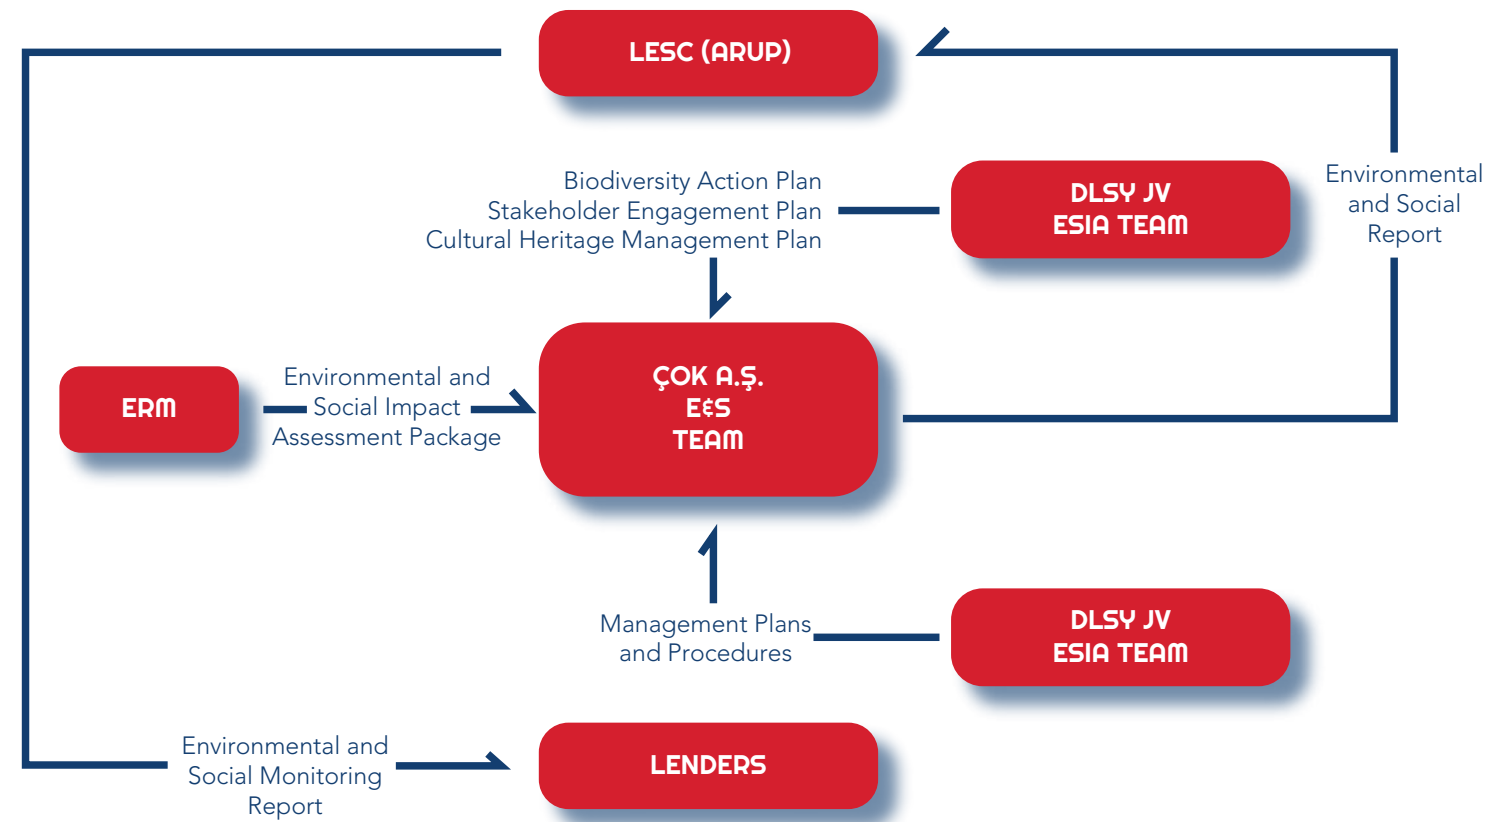 LESC (ARUP)
Biodiversity Action Plan
Stakeholder Engagement Plan
Cultural Heritage Management Plan
DLSY JV
ESIA TEAM
Environmental
and Social
Report
ERM
Environmental and
Social Impact
Assessment Package
ÇOK A.Ş.
E&S
TEAM
Management Plans
and Procedures
DLSY JV
ESIA TEAM
Environmental and
Social Monitoring
Report
LENDERS